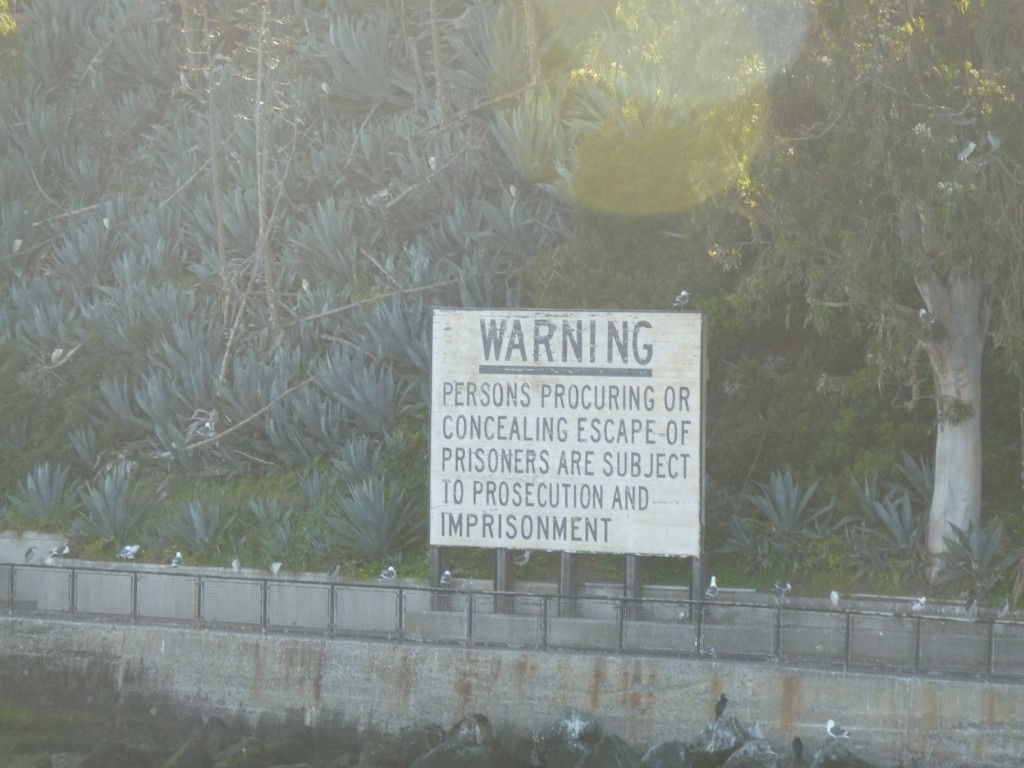 WARNING
PERSONS PROCURING OR
CONCEALING ESCAPE OF
PRISONERS ARE SUBJECT
TO PROSECUTION AND
IMPRISONMENT